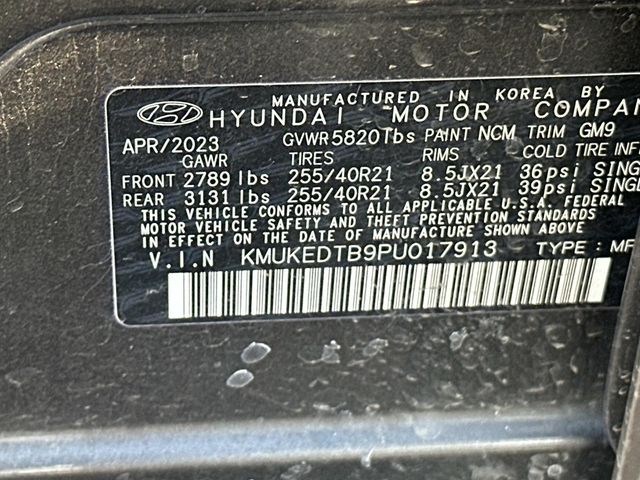 MANUFACTURED IN KOREA BY
HYUNDAI MOTOR COMPAN
APR/2023 GVWR 5820 lbs PAINT NCM TRIM GM9
GAWR TIRES RIMS COLD TIRE INF
FRONT 2789 lbs 255/40R21 8.5JX21 36psi SING
REAR 3131 lbs 255/40R21 8.5JX21 39psi SING
THIS VEHICLE CONFORMS TO ALL APPLICABLE U.S.A. FEDERAL
MOTOR VEHICLE SAFETY AND THEFT PREVENTION STANDARDS
IN EFFECT ON THE DATE OF MANUFACTURE SHOWN ABOVE.
V.I.N KMUKEDTB9PU017913 TYPE : MP